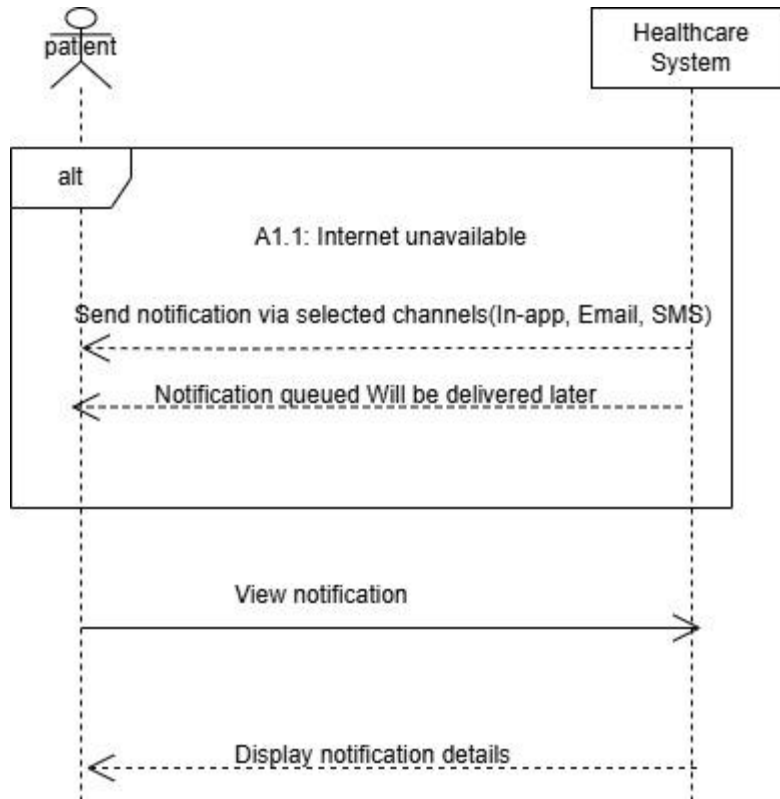 patient
Healthcare
System
alt
A1.1: Internet unavailable
Send notification via selected channels(In-app, Email, SMS)
Notification queued Will be delivered later
View notification
Display notification details